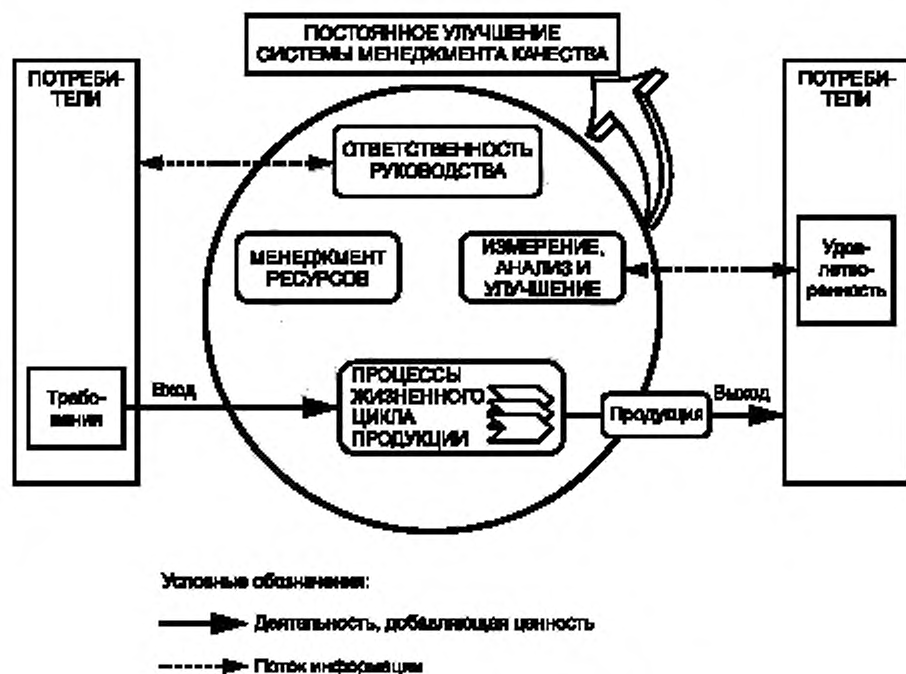 ПОСТОЯННОЕ УЛУЧШЕНИЕ
СИСТЕМЫ МЕНЕДЖМЕНТА КАЧЕСТВА
ПОТРЕБИ-
ТЕЛИ
ПОТРЕБИ-
ТЕЛИ
ОТВЕТСТВЕННОСТЬ
РУКОВОДСТВА
МЕНЕДЖМЕНТ
РЕСУРСОВ
ИЗМЕРЕНИЕ,
АНАЛИЗ И
УЛУЧШЕНИЕ
Удов-
летво-
ренность
Требо-
вания
Вход
ПРОЦЕССЫ
ЖИЗНЕННОГО
ЦИКЛА
ПРОДУКЦИИ
Продукция
Выход
Условные обозначения:
Деятельность, добавляющая ценность
Поток информации